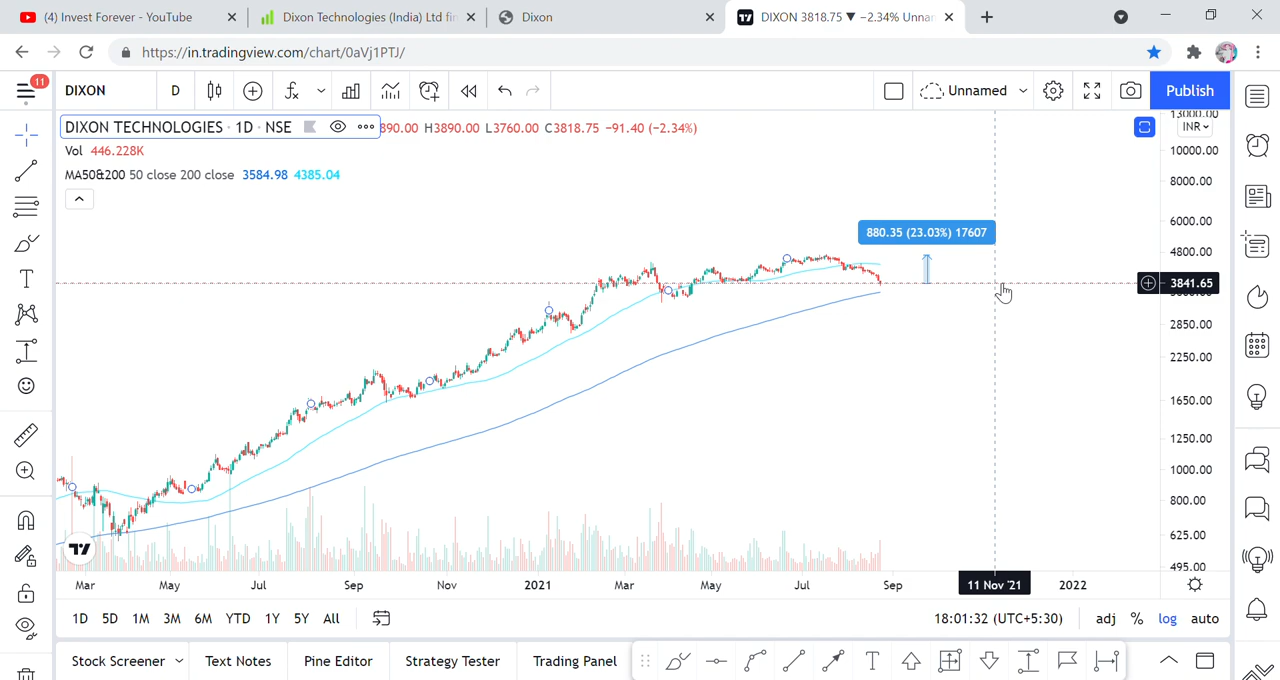 (4) Invest Forever - YouTube
Dixon Technologies (India) Ltd fin
Dixon
DIXON 3818.75 ▼ −2.34% Unna
https://in.tradingview.com/chart/0aVj1PTJ/
11
DIXON
D
Unnamed
Publish
DIXON TECHNOLOGIES · 1D · NSE
890.00 H3890.00 L3760.00 C3818.75 −91.40 (−2.34%)
INR
Vol 446.228K
MA50&200 50 close 200 close 3584.98 4385.04
13000.00
10000.00
8000.00
6000.00
880.35 (23.03%) 17607
4800.00
3841.65
2850.00
2250.00
1650.00
1250.00
1000.00
800.00
625.00
495.00
Mar May Jul Sep Nov 2021 Mar May Jul Sep 11 Nov '21 2022
1D 5D 1M 3M 6M YTD 1Y 5Y All
18:01:32 (UTC+5:30) adj % log auto
Stock Screener Text Notes Pine Editor Strategy Tester Trading Panel